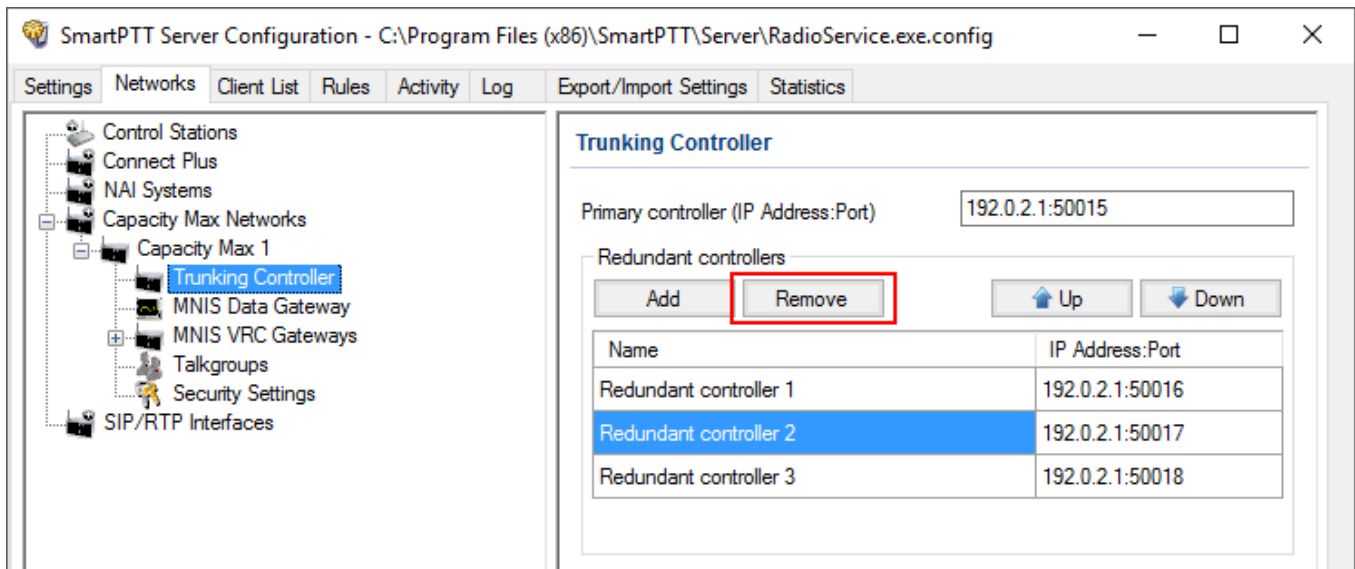 SmartPTT Server Configuration - C:\Program Files (x86)\SmartPTT\Server\RadioService.exe.config
Settings Networks Client List Rules Activity Log Export/Import Settings Statistics
Control Stations
Connect Plus
NAI Systems
Capacity Max Networks
Capacity Max 1
Trunking Controller
MNIS Data Gateway
MNIS VRC Gateways
Talkgroups
Security Settings
SIP/RTP Interfaces
Trunking Controller
Primary controller (IP Address:Port) 192.0.2.1:50015
Redundant controllers
Add Remove Up Down
Name IP Address:Port
Redundant controller 1 192.0.2.1:50016
Redundant controller 2 192.0.2.1:50017
Redundant controller 3 192.0.2.1:50018